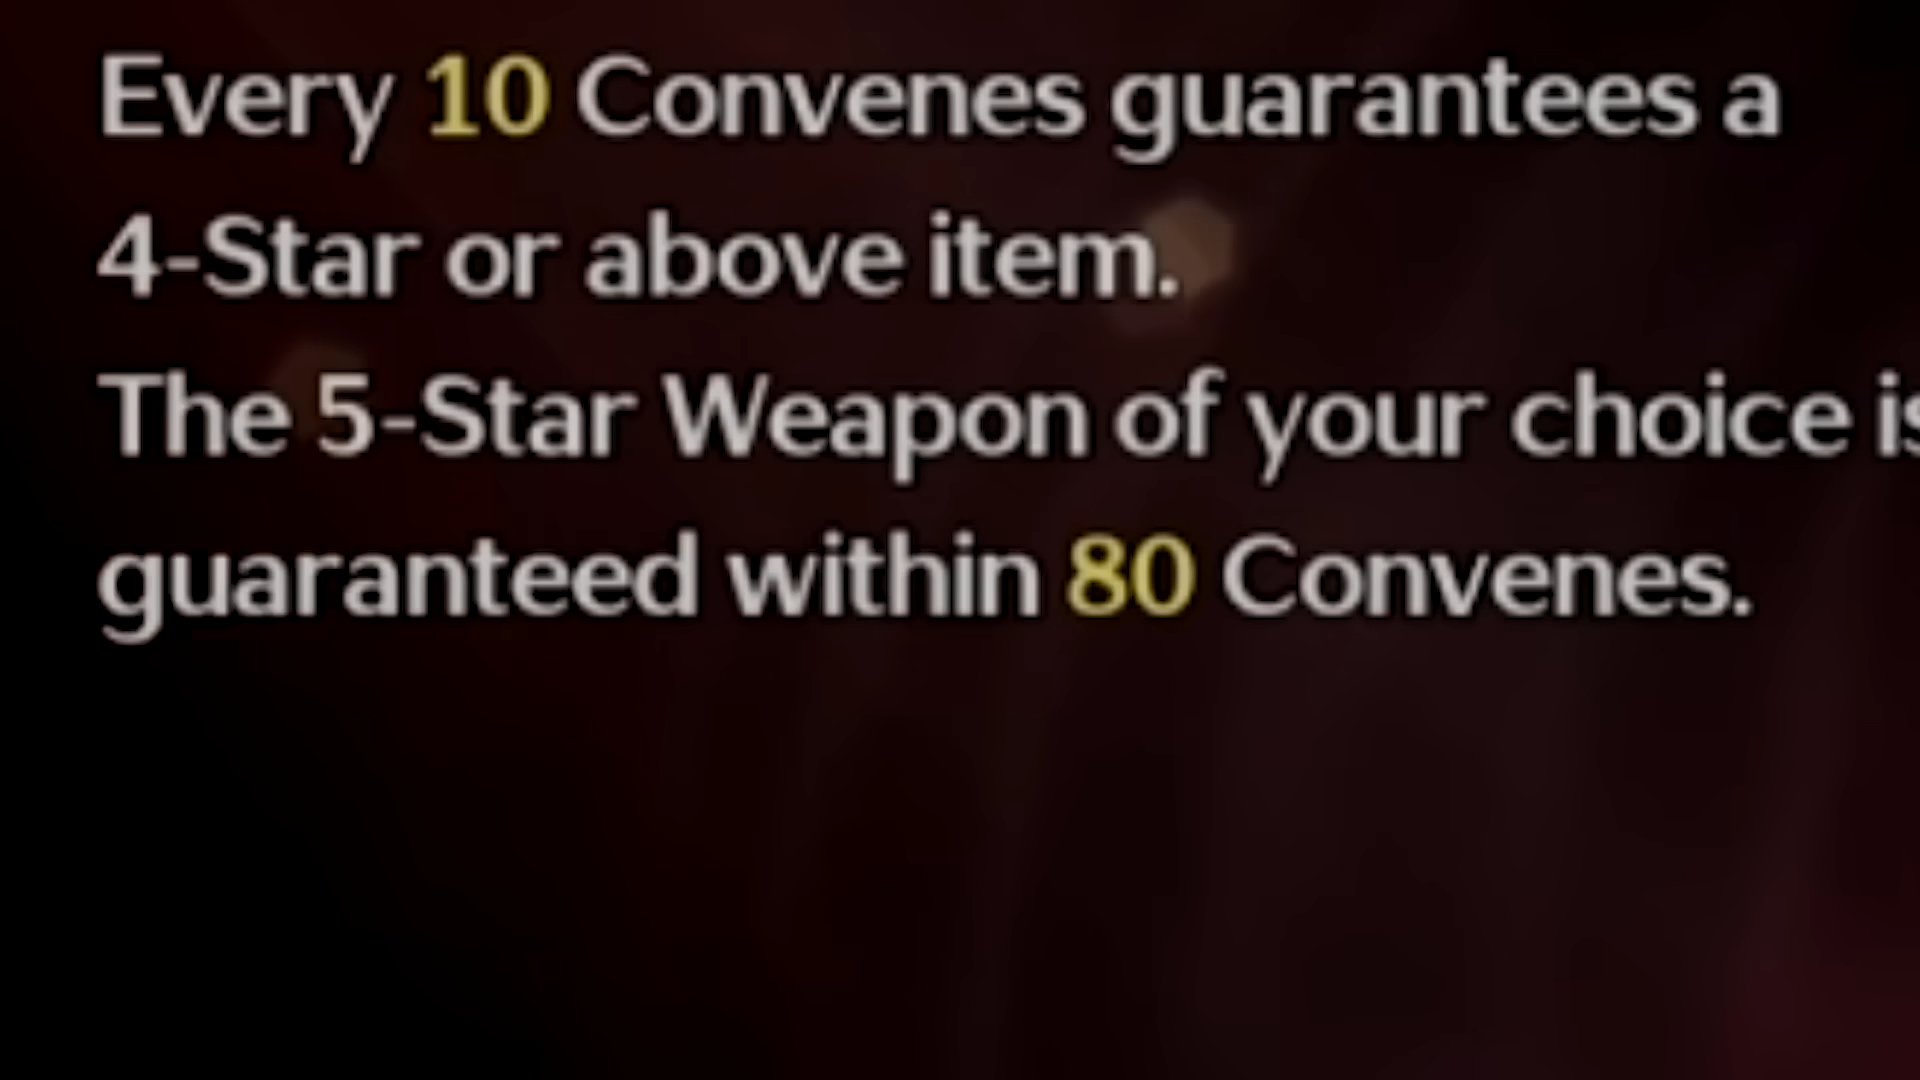 Every 10 Convenes guarantees a
4-Star or above item.
The 5-Star Weapon of your choice is
guaranteed within 80 Convenes.